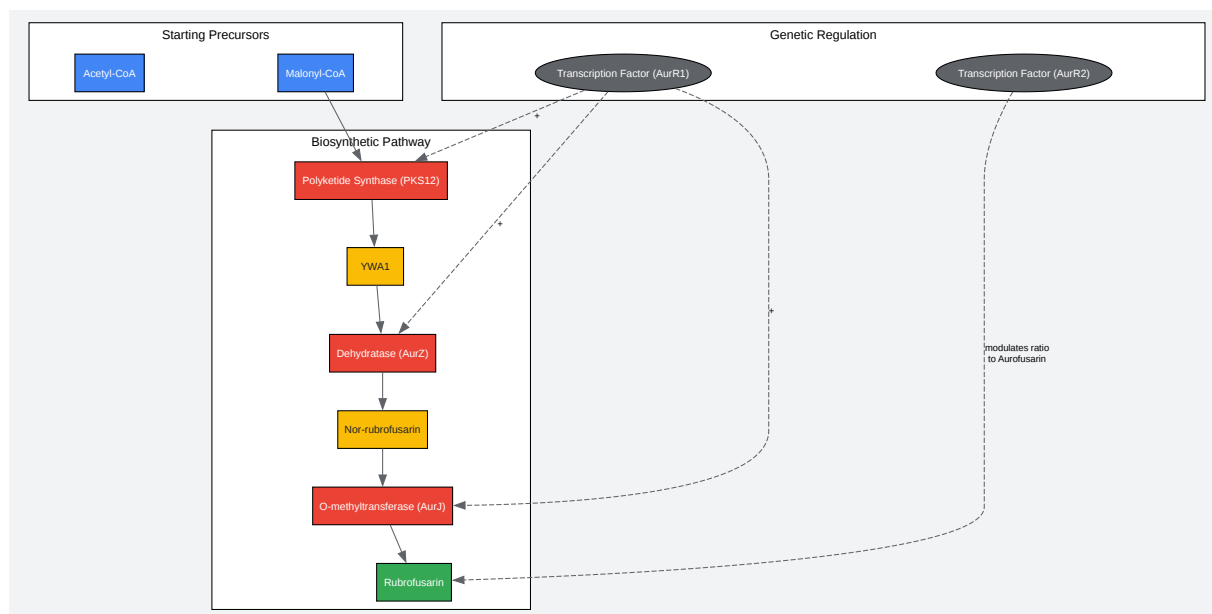 Starting Precursors
Genetic Regulation
Acetyl-CoA
Malonyl-CoA
Transcription Factor (AurR1)
Transcription Factor (AurR2)
+
Biosynthetic Pathway
Polyketide Synthase (PKS12)
+
YWA1
+
Dehydratase (AurZ)
modulates ratio
to Aurofusarin
Nor-rubrofusarin
O-methyltransferase (AurJ)
Rubrofusarin